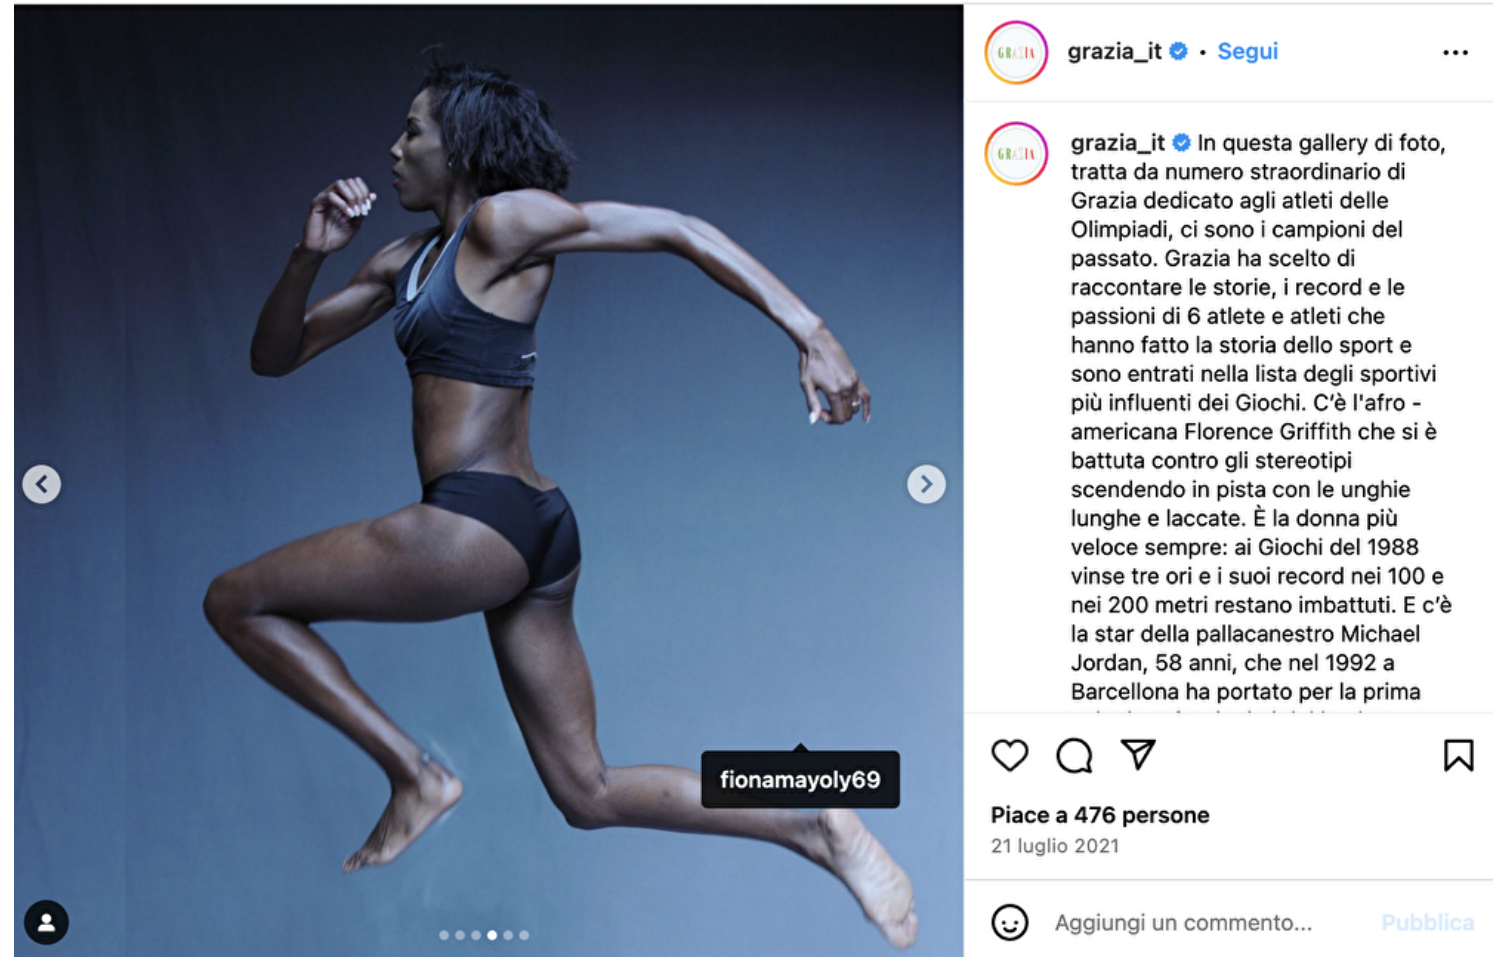 GRAZIA
grazia_it • Segui
GRAZIA
grazia_it In questa gallery di foto,
tratta da numero straordinario di
Grazia dedicato agli atleti delle
Olimpiadi, ci sono i campioni del
passato. Grazia ha scelto di
raccontare le storie, i record e le
passioni di 6 atlete e atleti che
hanno fatto la storia dello sport e
sono entrati nella lista degli sportivi
più influenti dei Giochi. C'è l'afro -
americana Florence Griffith che si è
battuta contro gli stereotipi
scendendo in pista con le unghie
lunghe e laccate. È la donna più
veloce sempre: ai Giochi del 1988
vinse tre ori e i suoi record nei 100 e
nei 200 metri restano imbattuti. E c'è
la star della pallacanestro Michael
Jordan, 58 anni, che nel 1992 a
Barcellona ha portato per la prima
fionamayoly69
Piace a 476 persone
21 luglio 2021
Aggiungi un commento... Pubblica